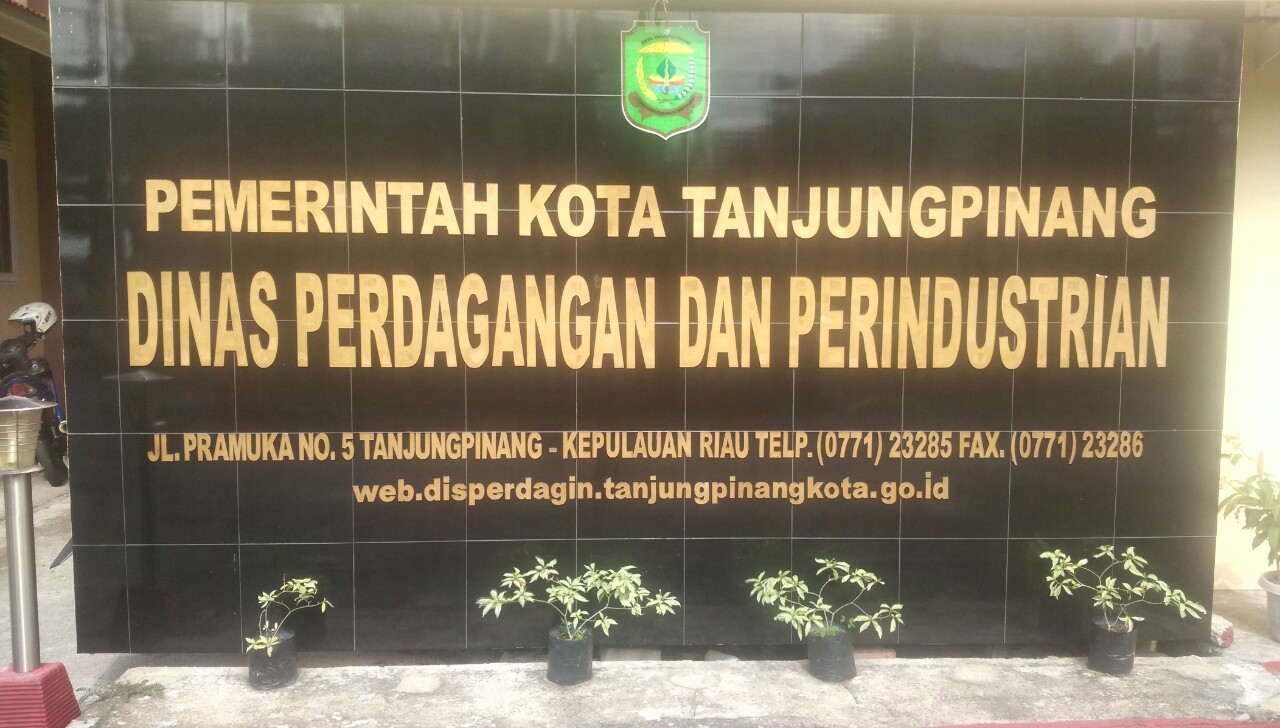 PEMERINTAH KOTA TANJUNGPINANG
DINAS PERDAGANGAN DAN PERINDUSTRIAN
JL. PRAMUKA NO. 5 TANJUNGPINANG - KEPULAUAN RIAU TELP. (0771) 23285 FAX. (0771) 23286
web.disperdagin.tanjungpinangkota.go.id